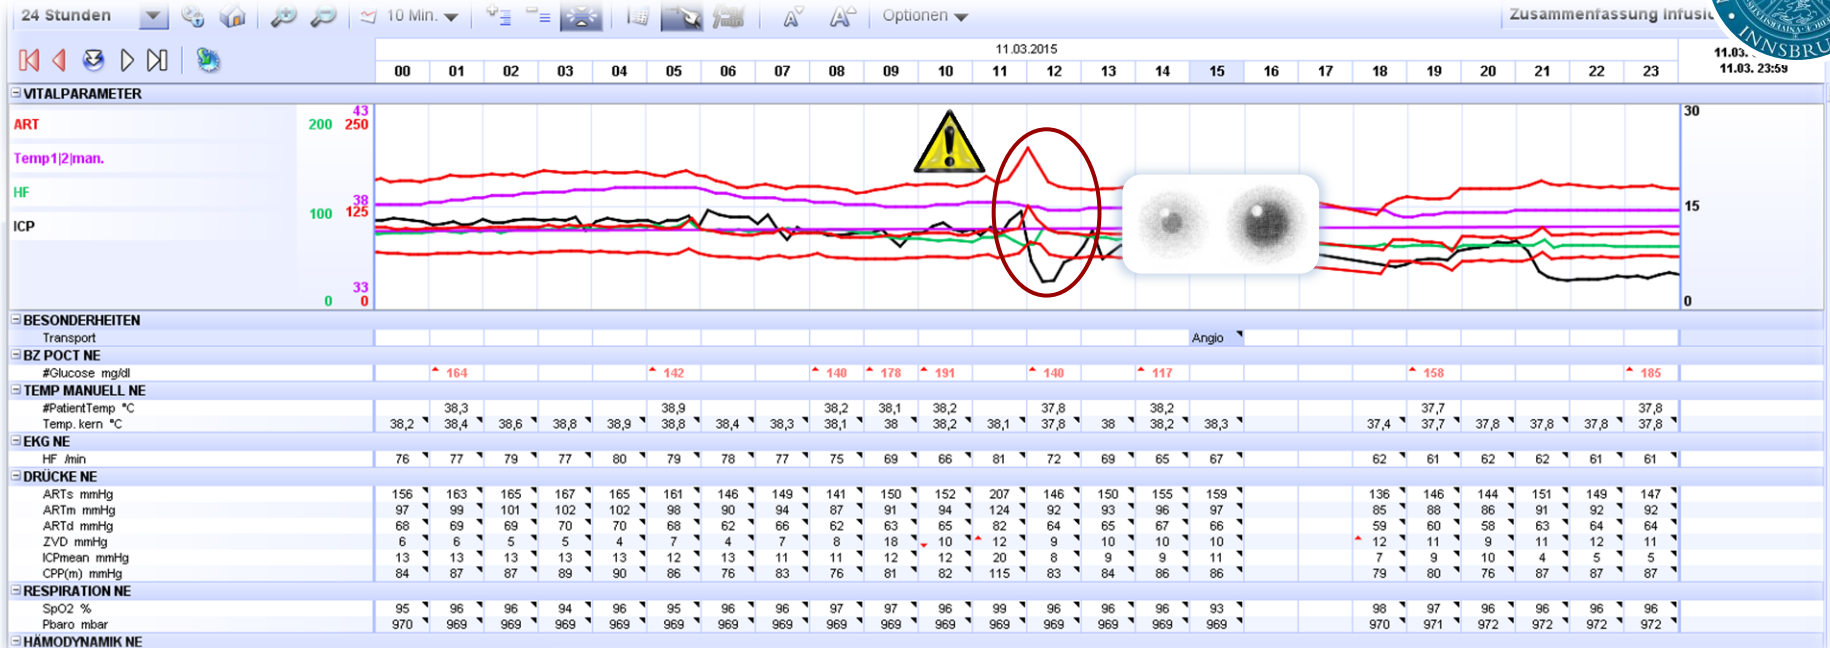 24 Stunden 10 Min. Optionen Zusammenfassung Infusi
INNSBRU
11.03.2015 11.03.
00 01 02 03 04 05 06 07 08 09 10 11 12 13 14 15 16 17 18 19 20 21 22 23 11.03. 23:59
VITALPARAMETER
43 30
ART 200 250
Temp1|2|man.
HF 38 15
100 125
ICP
33
0 0 0
BESONDERHEITEN
Transport Angio
BZ POCT NE
#Glucose mg/dl 164 142 140 178 191 140 117 158 185
TEMP MANUELL NE
#PatientTemp °C 38,3 38,9 38,2 38,1 38,2 37,8 38,2 37,7 37,8
Temp.kern °C 38,2 38,4 38,6 38,8 38,9 38,8 38,4 38,3 38,1 38 38,2 38,1 37,8 38 38,2 38,3 37,4 37,7 37,8 37,8 37,8 37,8
EKG NE
HF /min 76 77 79 77 80 79 78 77 75 69 66 81 72 69 65 67 62 61 62 62 61 61
DRÜCKE NE
ARTs mmHg 156 163 165 167 165 161 146 149 141 150 152 207 146 150 155 159 136 146 144 151 149 147
ARTm mmHg 97 99 101 102 102 98 90 94 87 91 94 124 92 93 96 97 85 88 86 91 92 92
ARTd mmHg 68 69 69 70 70 68 62 66 62 63 65 82 64 65 67 66 59 60 58 63 64 64
ZVD mmHg 6 6 5 5 4 7 4 7 8 18 10 12 9 10 10 10 12 11 9 11 12 11
ICPmean mmHg 13 13 13 13 13 12 13 11 11 12 12 20 8 9 9 11 7 9 10 4 5 5
CPP(m) mmHg 84 87 87 89 90 86 76 83 76 81 82 115 83 84 86 86 79 80 76 87 87 87
RESPIRATION NE
SpO2 % 95 96 96 94 96 95 96 96 97 97 96 99 96 96 96 93 98 97 96 96 96 96
Pbaro mbar 970 969 969 969 969 969 969 969 969 969 969 969 969 969 969 969 970 971 972 972 972 972
HÄMODYNAMIK NE